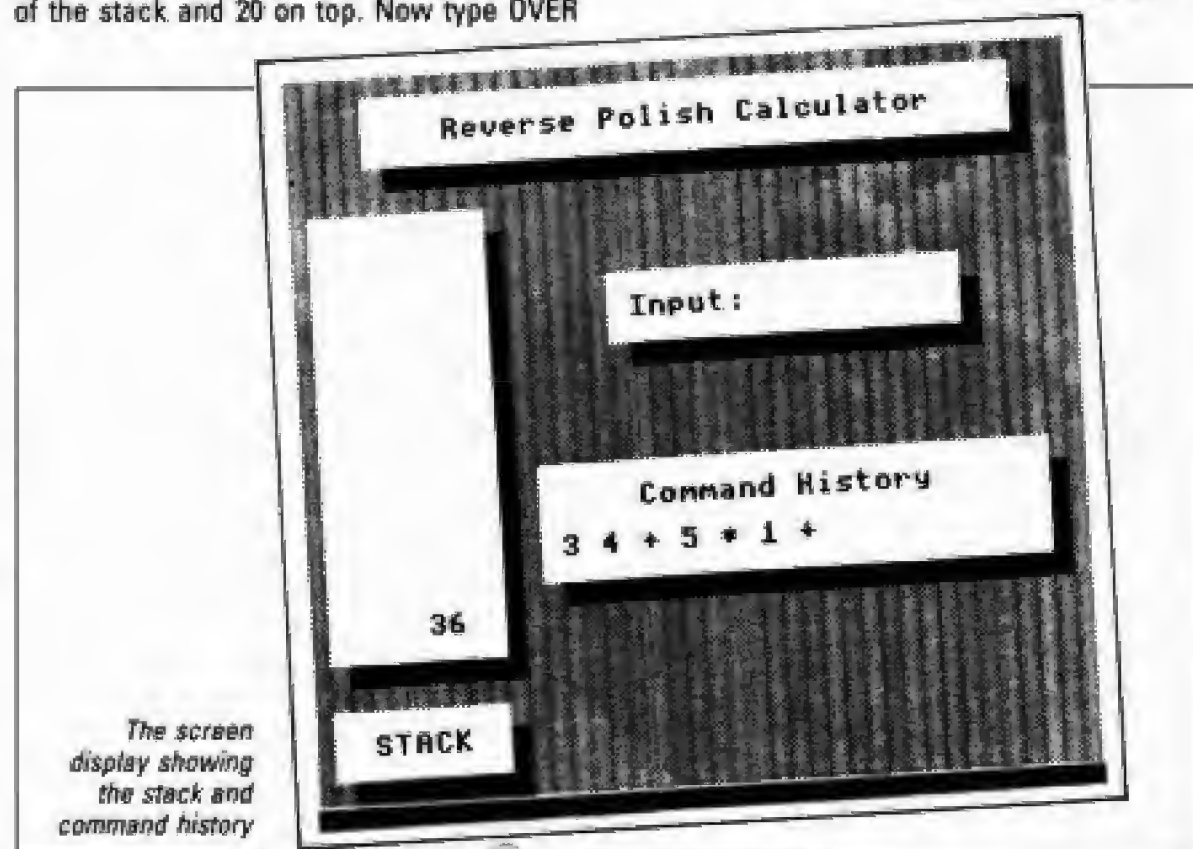 of the stack and 20 on top. Now type OVER
Reverse Polish Calculator
Input:
Command History
3 4 + 5 * 1 +
36
STACK
The screen
display showing
the stack and
command history